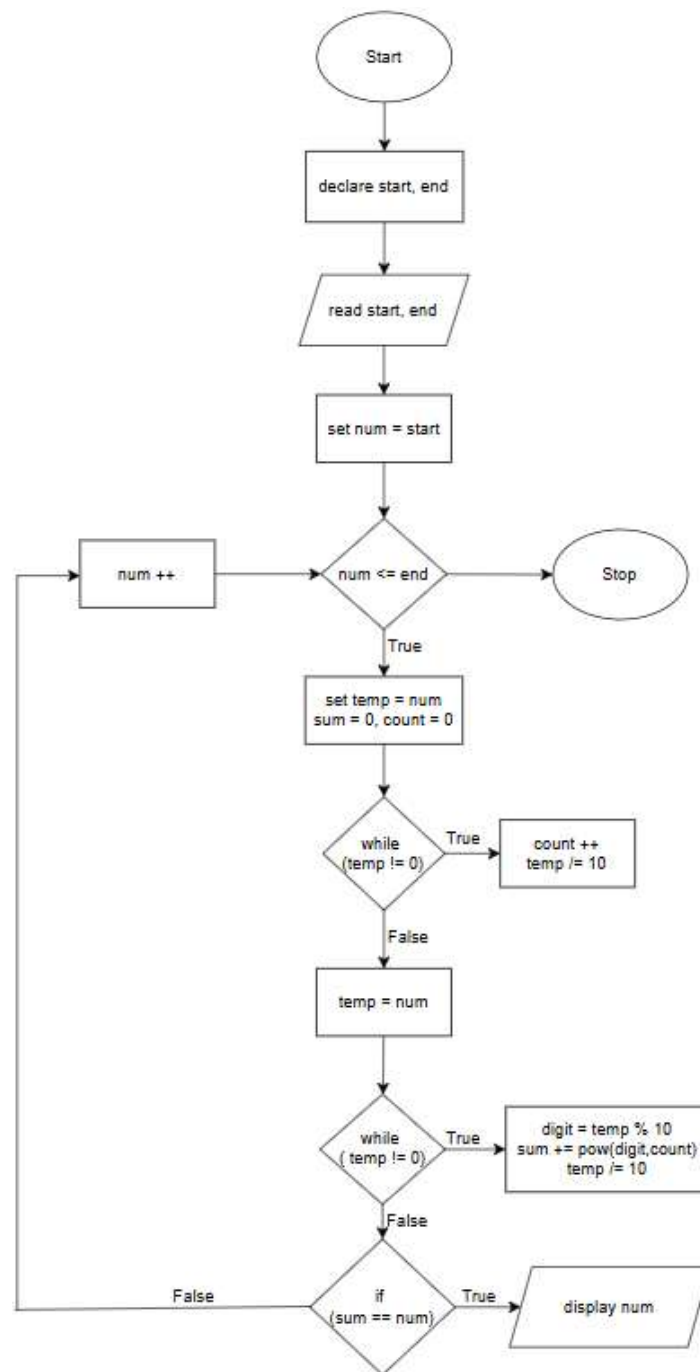 Start
declare start, end
read start, end
set num = start
num ++
num <= end
Stop
True
set temp = num
sum = 0, count = 0
while
(temp != 0)
True
count ++
temp /= 10
False
temp = num
while
( temp != 0)
True
digit = temp % 10
sum += pow(digit,count)
temp /= 10
False
False
if
(sum == num)
True
display num